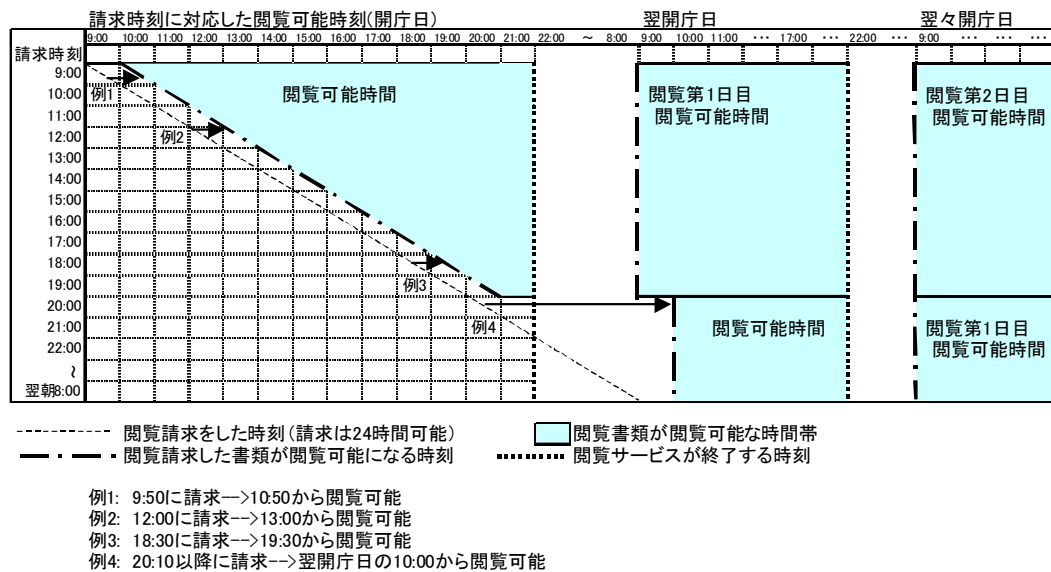 請求時刻に対応した閲覧可能時刻(開庁日) 翌開庁日 翌々開庁日
9:00 10:00 11:00 12:00 13:00 14:00 15:00 16:00 17:00 18:00 19:00 20:00 21:00 22:00 ～ 8:00 9:00 10:00 11:00 … 17:00 … 22:00 … 9:00 … … …
請求時刻
9:00
10:00
11:00
12:00
13:00
14:00
15:00
16:00
17:00
18:00
19:00
20:00
21:00
22:00
～
翌朝8:00
例1
例2
例3
例4
閲覧可能時間
閲覧第1日目
閲覧可能時間
閲覧可能時間
閲覧第2日目
閲覧可能時間
閲覧第1日目
閲覧可能時間
閲覧請求をした時刻(請求は24時間可能) 閲覧書類が閲覧可能な時間帯
閲覧請求した書類が閲覧可能になる時刻 閲覧サービスが終了する時刻
例1: 9:50に請求-->10:50から閲覧可能
例2: 12:00に請求-->13:00から閲覧可能
例3: 18:30に請求-->19:30から閲覧可能
例4: 20:10以降に請求-->翌開庁日の10:00から閲覧可能